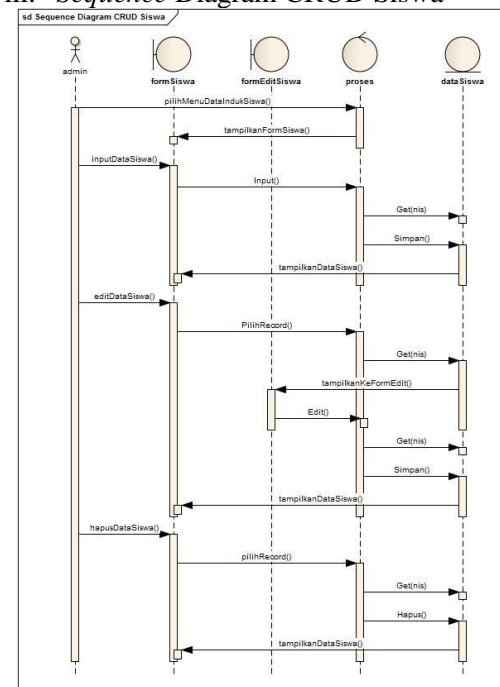 m. Sequence Diagram CRUD Siswa
sd Sequence Diagram CRUD Siswa
admin
formSiswa
formEditSiswa
proses
dataSiswa
pilihMenuDataIndukSiswa()
tampilkanFormSiswa()
inputDataSiswa()
Input()
Get(nis)
Simpan()
tampilkanDataSiswa()
editDataSiswa()
PilihRecord()
Get(nis)
tampilkanKeFormEdit()
Edit()
Get(nis)
Simpan()
tampilkanDataSiswa()
hapusDataSiswa()
pilihRecord()
Get(nis)
Hapus()
tampilkanDataSiswa()